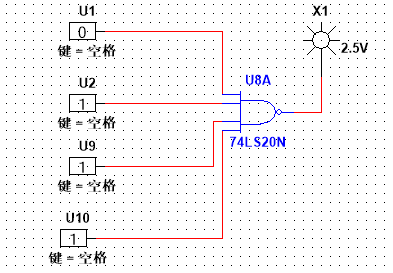 U1
X1
0
2.5V
键 = 空格
U2
U8A
1
键 = 空格
U9
74LS20N
1
键 = 空格
U10
1
键 = 空格